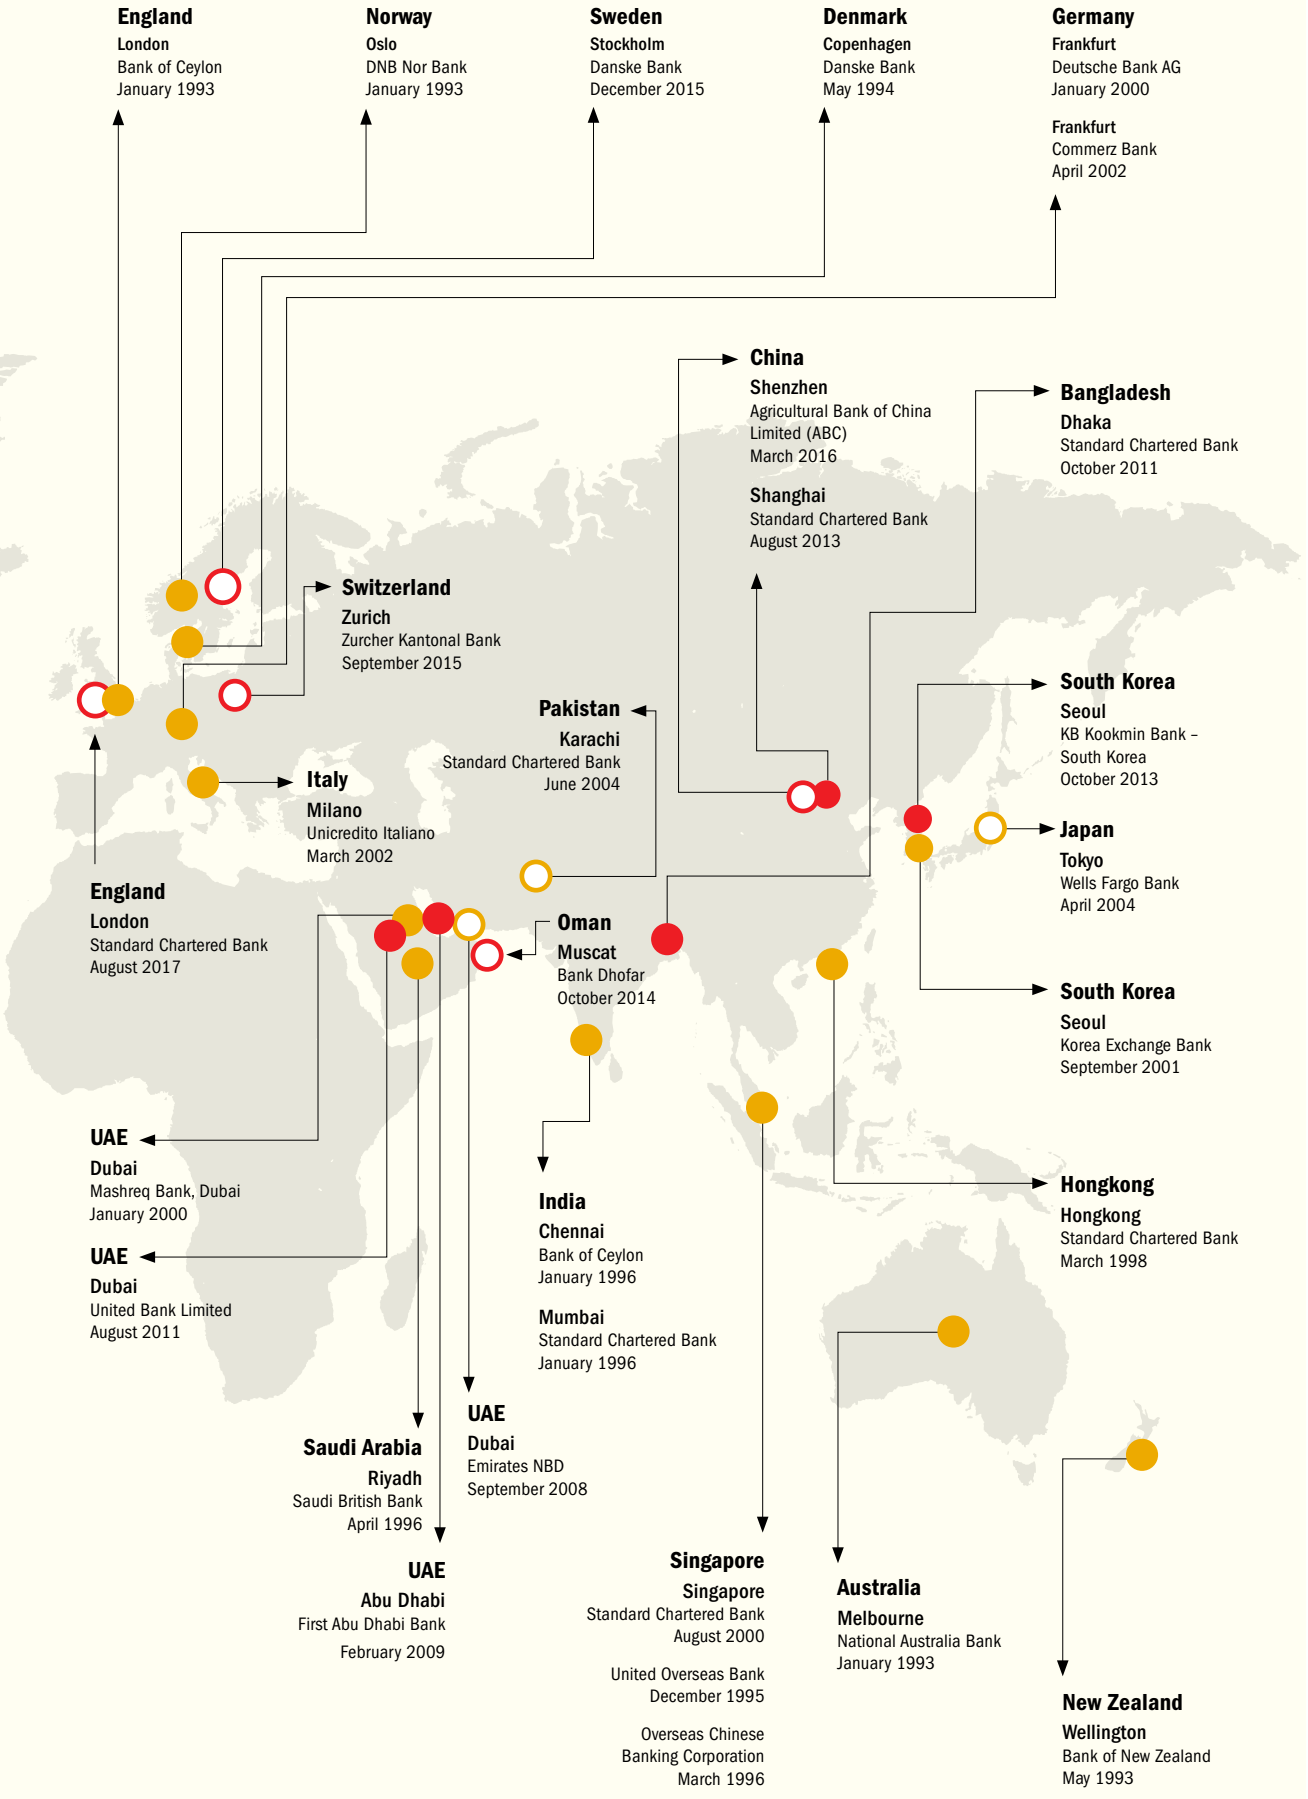 England
London
Bank of Ceylon
January 1993
Norway
Oslo
DNB Nor Bank
January 1993
Sweden
Stockholm
Danske Bank
December 2015
Denmark
Copenhagen
Danske Bank
May 1994
Germany
Frankfurt
Deutsche Bank AG
January 2000
Frankfurt
Commerz Bank
April 2002
China
Shenzhen
Agricultural Bank of China
Limited (ABC)
March 2016
Shanghai
Standard Chartered Bank
August 2013
Bangladesh
Dhaka
Standard Chartered Bank
October 2011
Switzerland
Zurich
Zurcher Kantonal Bank
September 2015
Pakistan
Karachi
Standard Chartered Bank
June 2004
South Korea
Seoul
KB Kookmin Bank –
South Korea
October 2013
Italy
Milano
Unicredito Italiano
March 2002
Japan
Tokyo
Wells Fargo Bank
April 2004
England
London
Standard Chartered Bank
August 2017
Oman
Muscat
Bank Dhofar
October 2014
South Korea
Seoul
Korea Exchange Bank
September 2001
UAE
Dubai
Mashreq Bank, Dubai
January 2000
UAE
Dubai
United Bank Limited
August 2011
India
Chennai
Bank of Ceylon
January 1996
Mumbai
Standard Chartered Bank
January 1996
Hongkong
Hongkong
Standard Chartered Bank
March 1998
Saudi Arabia
Riyadh
Saudi British Bank
April 1996
UAE
Dubai
Emirates NBD
September 2008
UAE
Abu Dhabi
First Abu Dhabi Bank
February 2009
Singapore
Singapore
Standard Chartered Bank
August 2000
United Overseas Bank
December 1995
Overseas Chinese
Banking Corporation
March 1996
Australia
Melbourne
National Australia Bank
January 1993
New Zealand
Wellington
Bank of New Zealand
May 1993